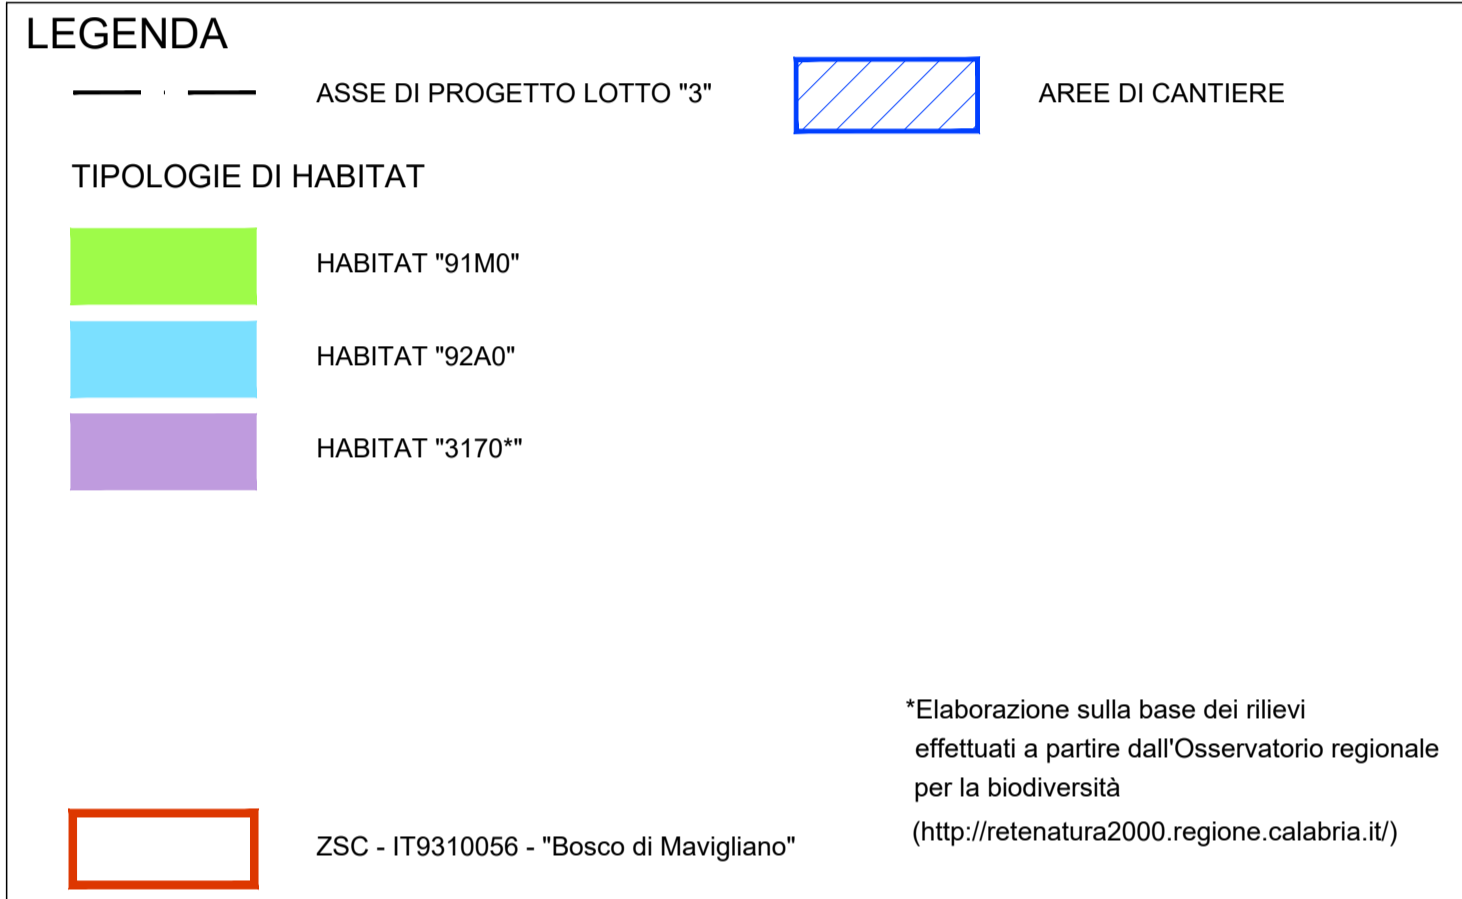 LEGENDA
ASSE DI PROGETTO LOTTO "3"
AREE DI CANTIERE
TIPOLOGIE DI HABITAT
HABITAT "91M0"
HABITAT "92A0"
HABITAT "3170*"
*Elaborazione sulla base dei rilievi
effettuati a partire dall'Osservatorio regionale
per la biodiversità
(http://retenatura2000.regione.calabria.it/)
ZSC - IT9310056 - "Bosco di Mavigliano"